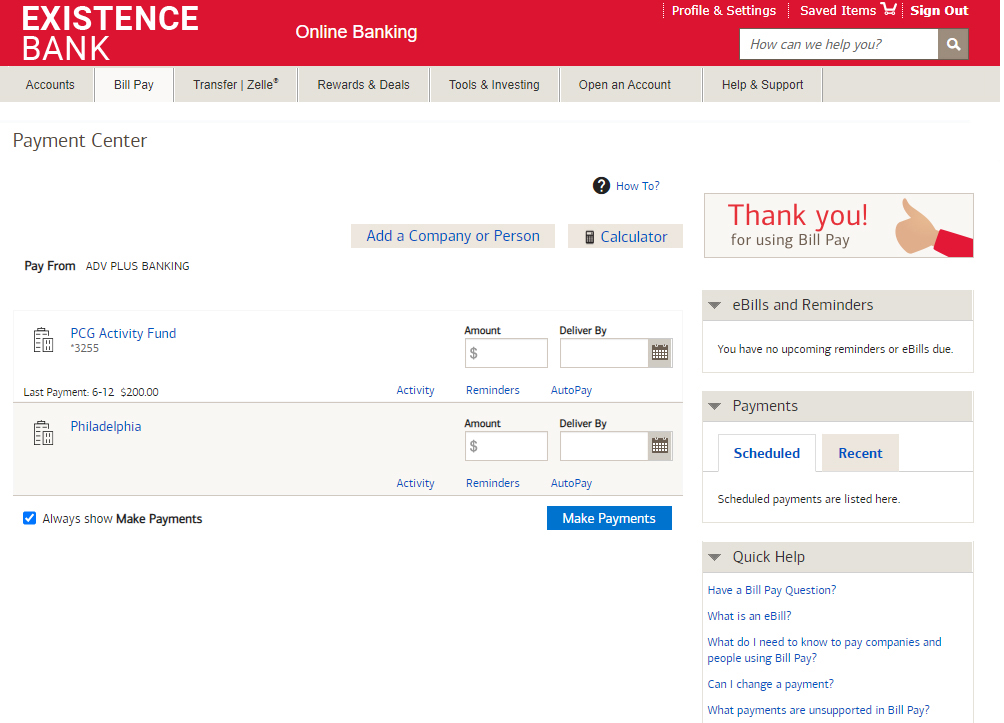 EXISTENCE
BANK
Online Banking
Profile & Settings
Saved Items
Sign Out
How can we help you?
Accounts
Bill Pay
Transfer | Zelle®
Rewards & Deals
Tools & Investing
Open an Account
Help & Support
Payment Center
? How To?
Add a Company or Person
Calculator
Pay From ADV PLUS BANKING
PCG Activity Fund
*3255
Amount
Deliver By
$
Last Payment: 6-12 $200.00
Activity
Reminders
AutoPay
Philadelphia
Amount
Deliver By
$
Activity
Reminders
AutoPay
Always show Make Payments
Make Payments
Thank you!
for using Bill Pay
eBills and Reminders
You have no upcoming reminders or eBills due.
Payments
Scheduled
Recent
Scheduled payments are listed here.
Quick Help
Have a Bill Pay Question?
What is an eBill?
What do I need to know to pay companies and
people using Bill Pay?
Can I change a payment?
What payments are unsupported in Bill Pay?